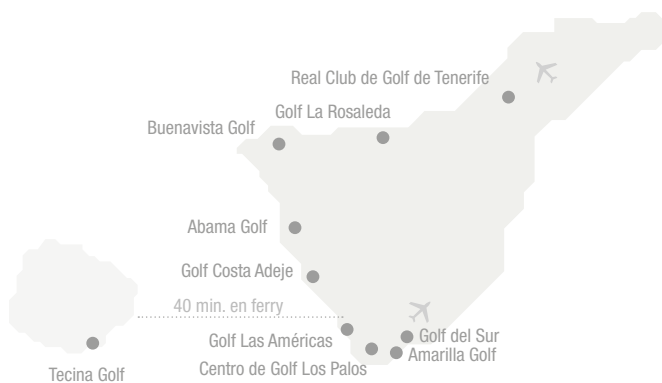 Real Club de Golf de Tenerife
Golf La Rosaleda
Buenavista Golf
Abama Golf
Golf Costa Adeje
40 min. en ferry
Golf Las Américas
Golf del Sur
Amarilla Golf
Centro de Golf Los Palos
Tecina Golf